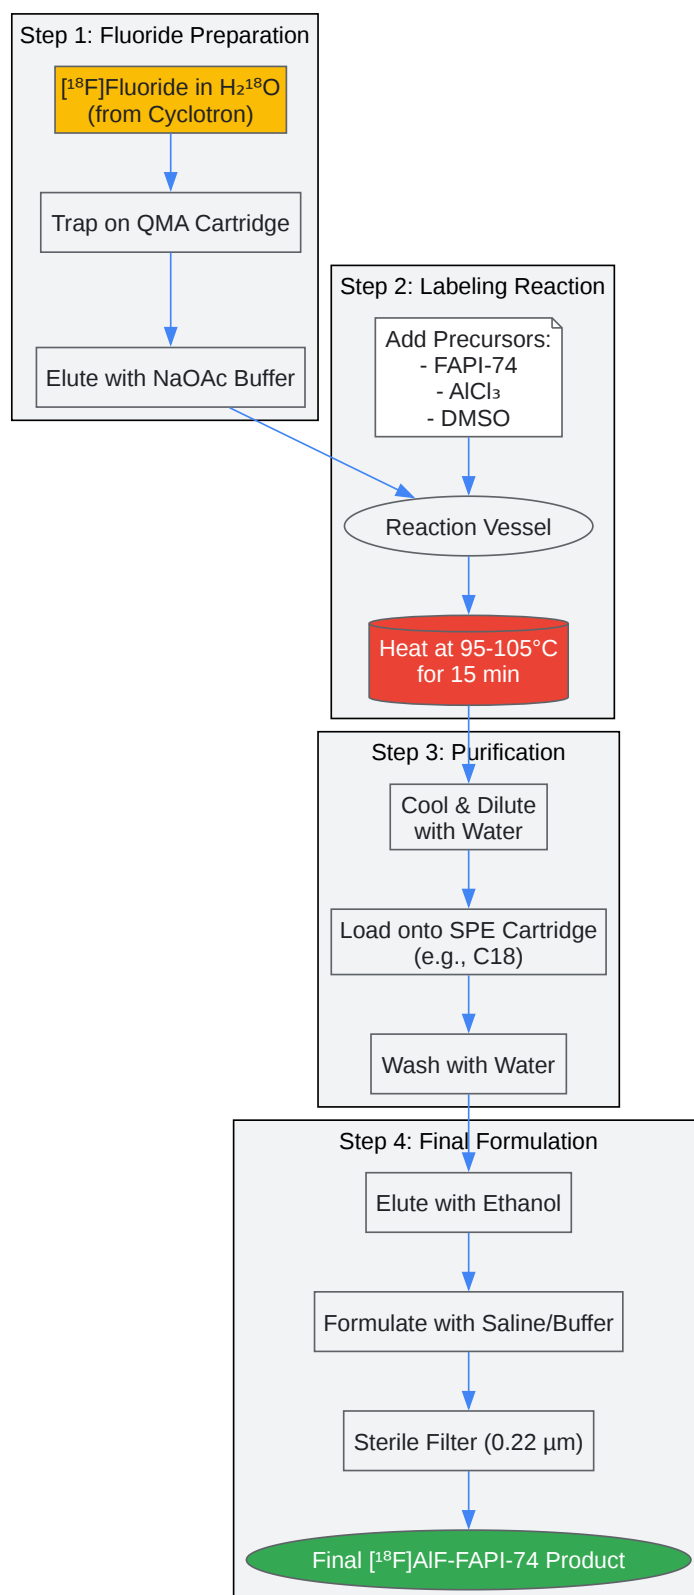 Step 1: Fluoride Preparation
[¹⁸F]Fluoride in H₂¹⁸O
(from Cyclotron)
Trap on QMA Cartridge
Elute with NaOAc Buffer
Step 2: Labeling Reaction
Add Precursors:
- FAPI-74
- AlCl₃
- DMSO
Reaction Vessel
Heat at 95-105°C
for 15 min
Step 3: Purification
Cool & Dilute
with Water
Load onto SPE Cartridge
(e.g., C18)
Wash with Water
Step 4: Final Formulation
Elute with Ethanol
Formulate with Saline/Buffer
Sterile Filter (0.22 µm)
Final [¹⁸F]AlF-FAPI-74 Product